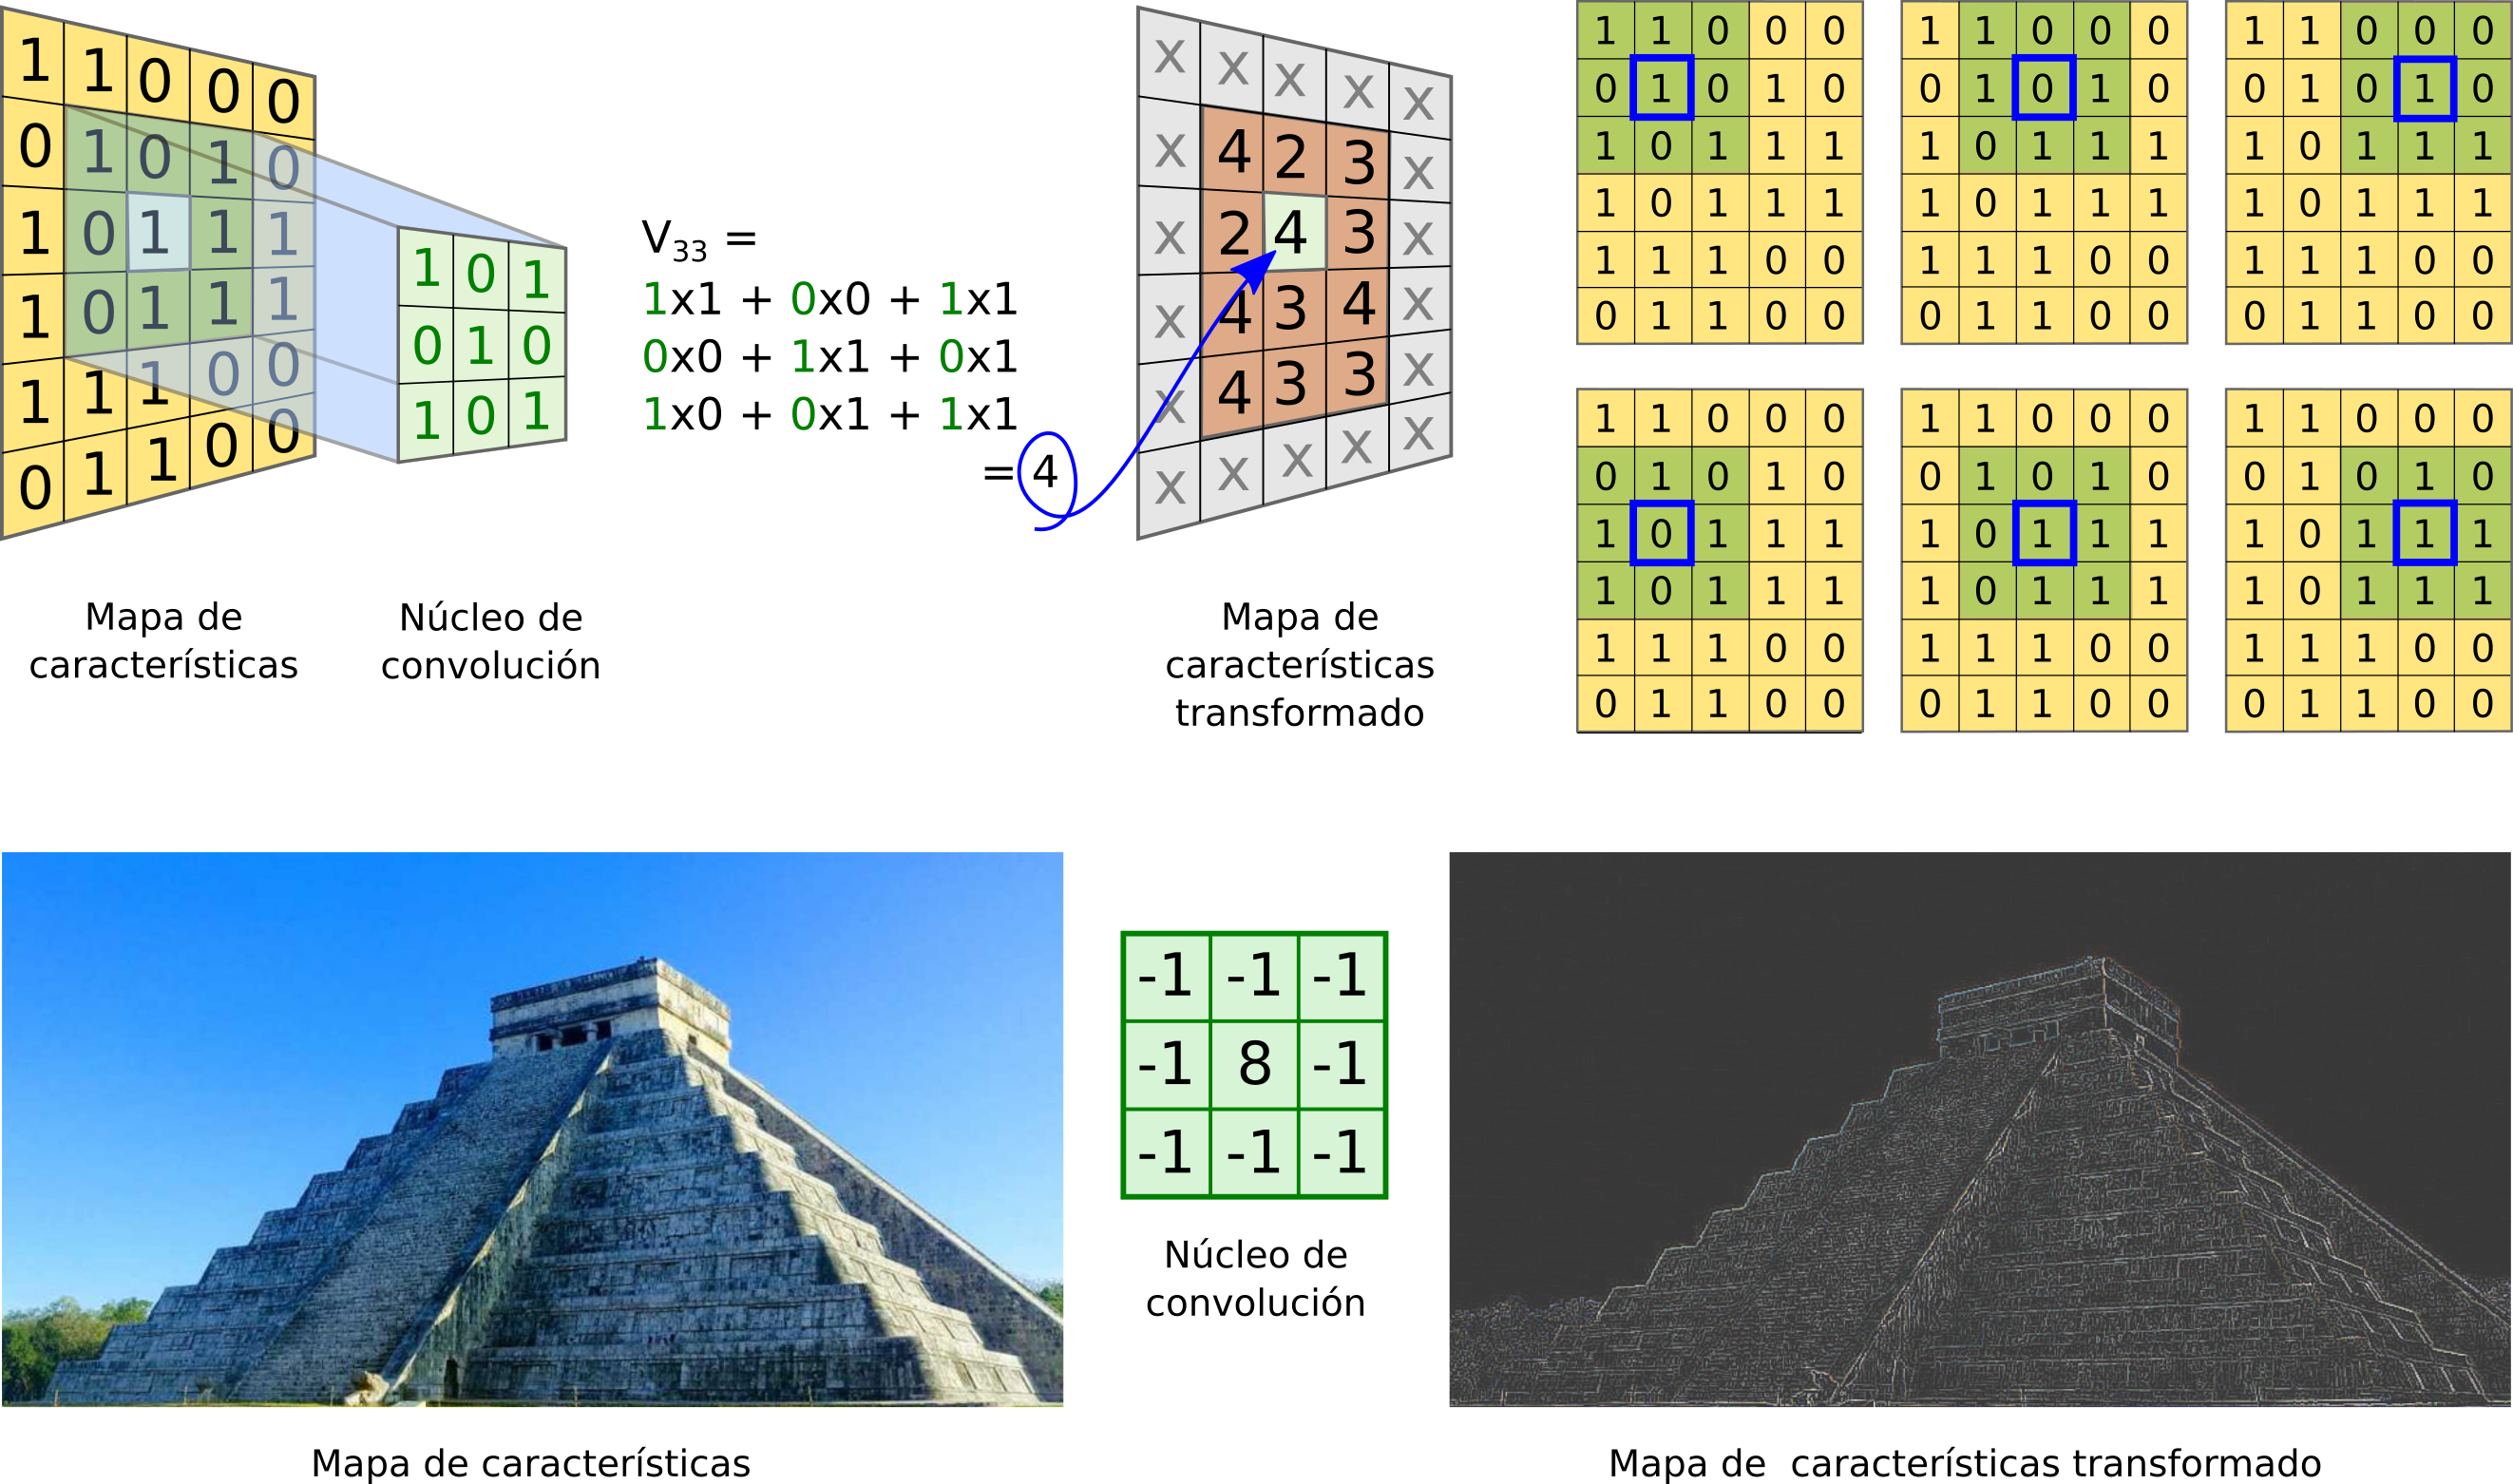 1 1 0 0 0
0 1 0 1 0
1 0 1 1 1
1 0 1 1 1
1 1 1 0 0
0 1 1 0 0
Mapa de
características
1 0 1
0 1 0
1 0 1
Núcleo de
convolución
V33 =
1x1 + 0x0 + 1x1
0x0 + 1x1 + 0x1
1x0 + 0x1 + 1x1
=4
x x x x x
x 4 2 3 x
x 2 4 3 x
x 4 3 4 x
x 4 3 3 x
x x x x x
Mapa de
características
transformado
1 1 0 0 0
0 1 0 1 0
1 0 1 1 1
1 0 1 1 1
1 1 1 0 0
0 1 1 0 0
1 1 0 0 0
0 1 0 1 0
1 0 1 1 1
1 0 1 1 1
1 1 1 0 0
0 1 1 0 0
1 1 0 0 0
0 1 0 1 0
1 0 1 1 1
1 0 1 1 1
1 1 1 0 0
0 1 1 0 0
1 1 0 0 0
0 1 0 1 0
1 0 1 1 1
1 0 1 1 1
1 1 1 0 0
0 1 1 0 0
1 1 0 0 0
0 1 0 1 0
1 0 1 1 1
1 0 1 1 1
1 1 1 0 0
0 1 1 0 0
1 1 0 0 0
0 1 0 1 0
1 0 1 1 1
1 0 1 1 1
1 1 1 0 0
0 1 1 0 0
-1 -1 -1
-1 8 -1
-1 -1 -1
Núcleo de
convolución
Mapa de características
Mapa de  características transformado